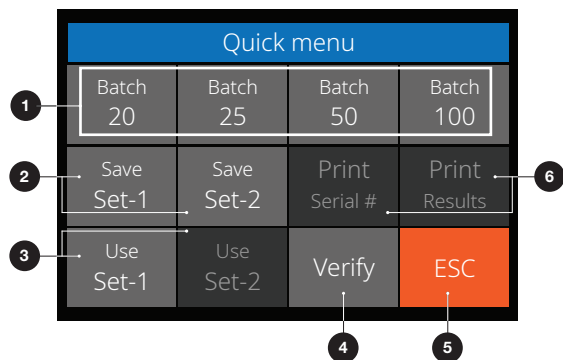 Quick menu
Batch Batch Batch Batch
1 20 25 50 100
2 Save Save Print Print 6
Set-1 Set-2 Serial # Results
3 Use Use Verify ESC
Set-1 Set-2
4 5